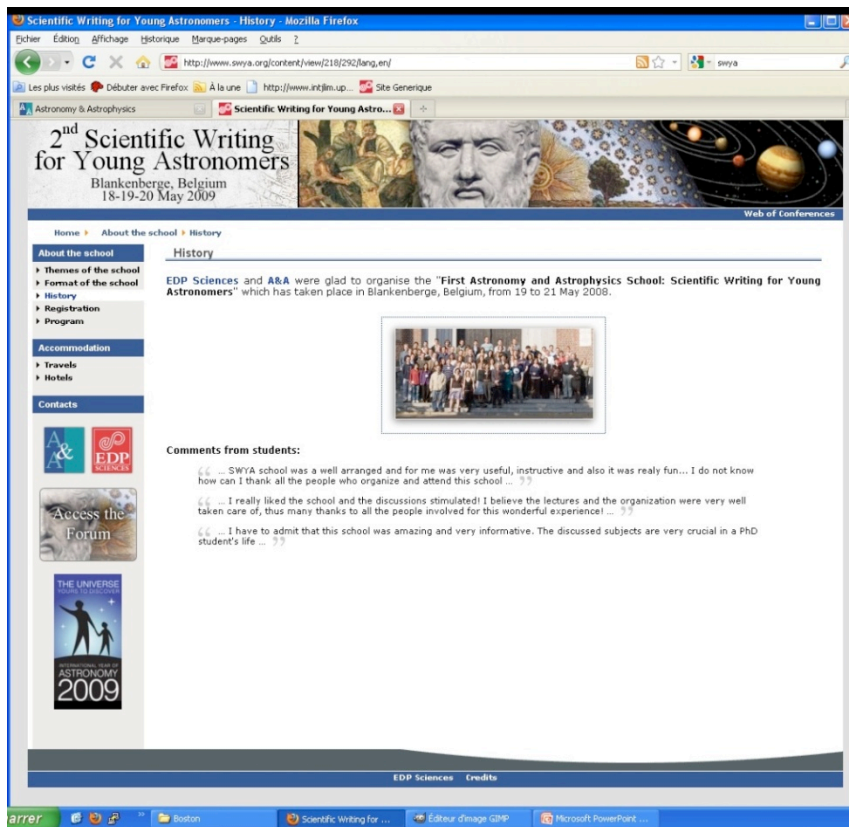 Scientific Writing for Young Astronomers - History - Mozilla Firefox
Fichier Édition Affichage Historique Marque-pages Outils ?
http://www.swya.org/content/view/218/292/lang,en/
swya
Les plus visités Débuter avec Firefox À la une http://www.intjlm.up... Site Generique
Astronomy & Astrophysics
Scientific Writing for Young Astro...
2nd Scientific Writing
for Young Astronomers
Blankenberge, Belgium
18-19-20 May 2009
Web of Conferences
Home About the school History
About the school
Themes of the school
Format of the school
History
Registration
Program
Accommodation
Travels
Hotels
Contacts
A&A
EDP
SCIENCES
Access the
Forum
THE UNIVERSE
YOURS TO DISCOVER
INTERNATIONAL YEAR OF
ASTRONOMY
2009
History
EDP Sciences and A&A were glad to organise the "First Astronomy and Astrophysics School: Scientific Writing for Young
Astronomers" which has taken place in Blankenberge, Belgium, from 19 to 21 May 2008.
Comments from students:
“ ... SWYA school was a well arranged and for me was very useful, instructive and also it was realy fun... I do not know
how can I thank all the people who organize and attend this school ... ”
“ ... I really liked the school and the discussions stimulated! I believe the lectures and the organization were very well
taken care of, thus many thanks to all the people involved for this wonderful experience! ... ”
“ ... I have to admit that this school was amazing and very informative. The discussed subjects are very crucial in a PhD
student's life ... ”
EDP Sciences Credits
arrer
Boston
Scientific Writing for ...
Éditeur d'image GIMP
Microsoft PowerPoint ...